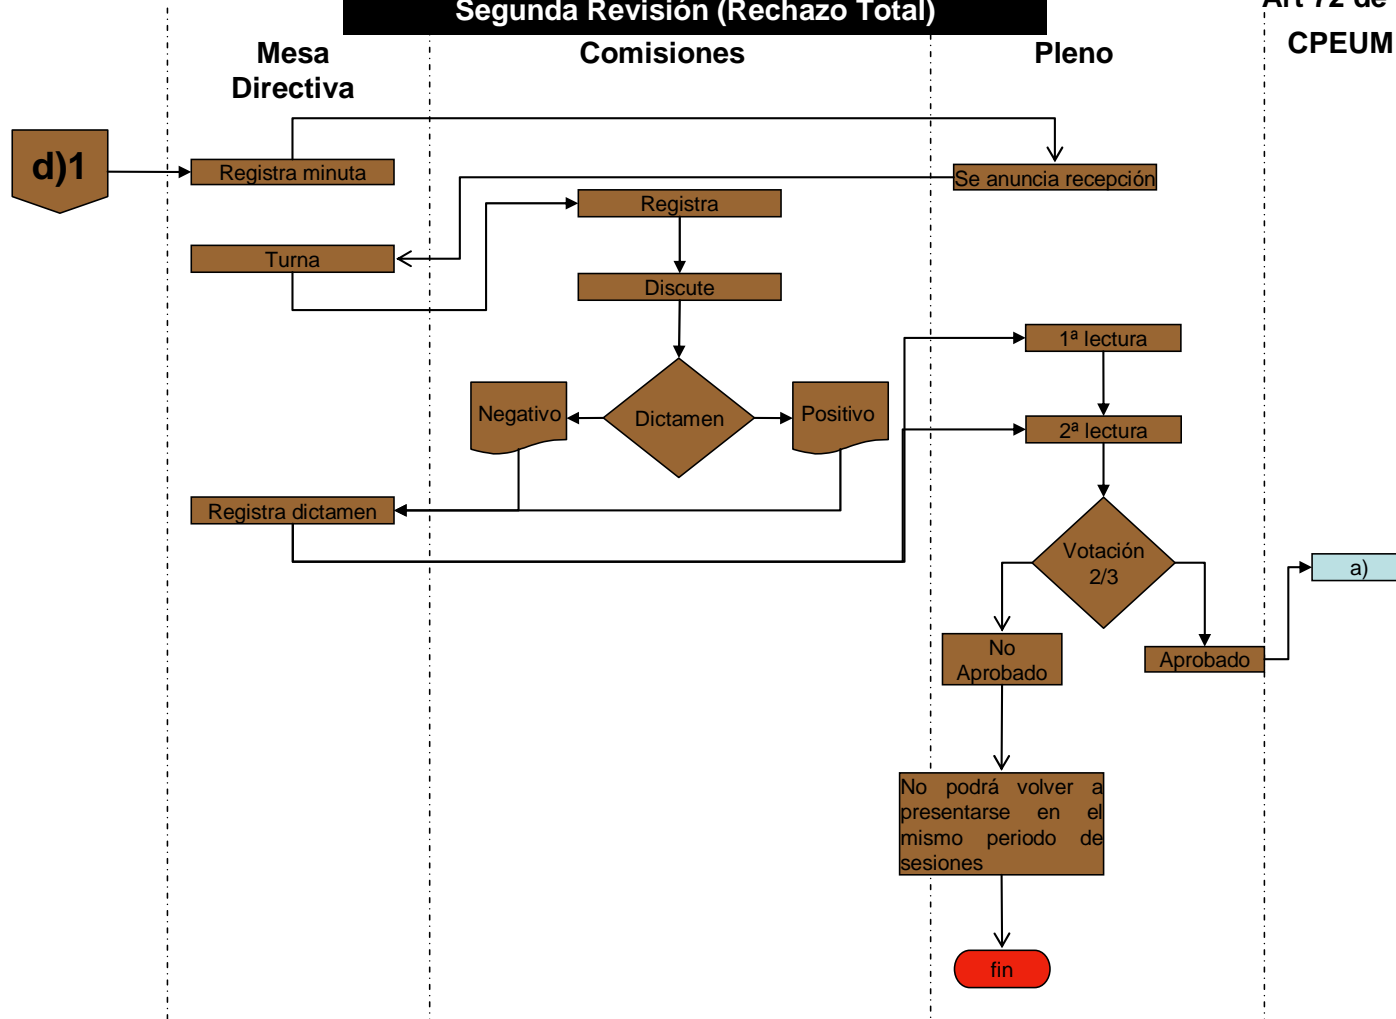 Segunda Revisión (Rechazo Total)
Art 72 de
CPEUM
Mesa
Directiva
Comisiones
Pleno
d)1
Registra minuta
Se anuncia recepción
Registra
Turna
Discute
1ª lectura
Negativo
Dictamen
Positivo
2ª lectura
Registra dictamen
Votación
2/3
a)
No
Aprobado
Aprobado
No podrá volver a
presentarse en el
mismo periodo de
sesiones
fin